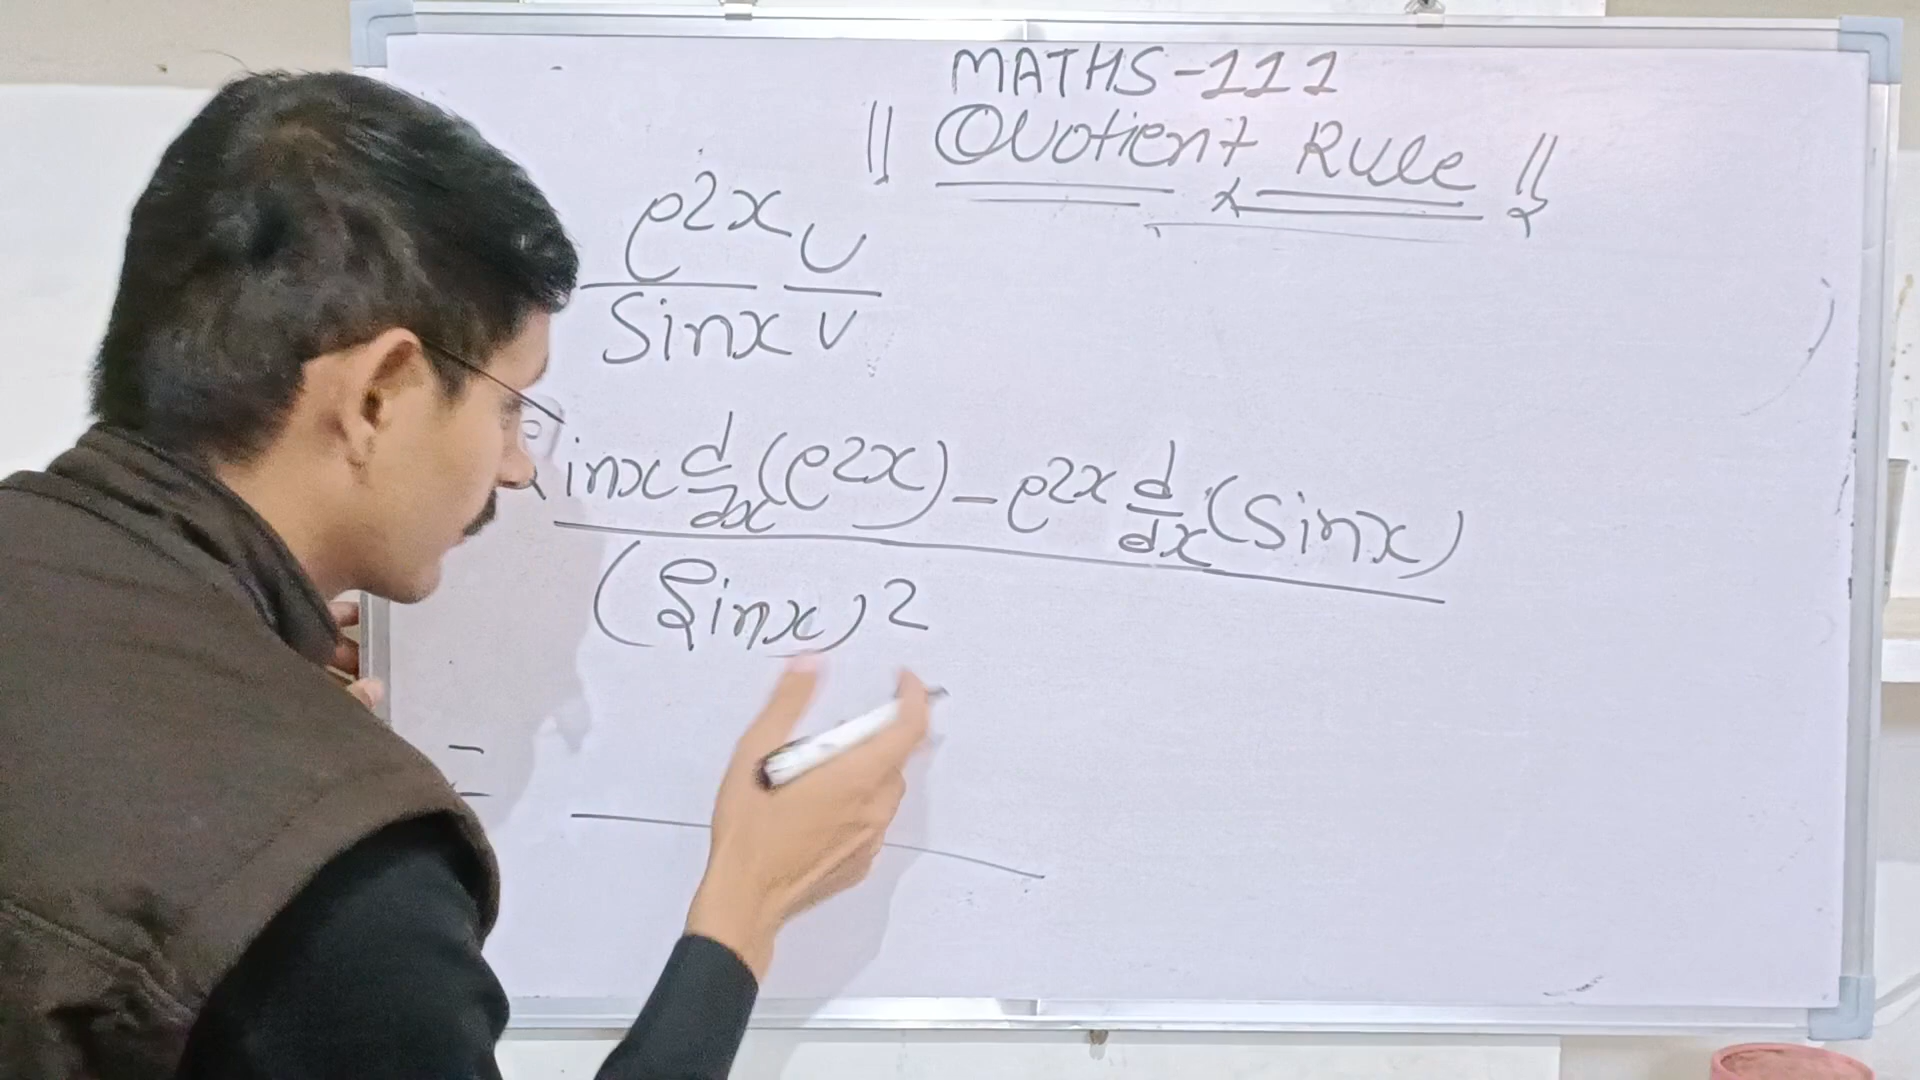 MATHS-111
|| Quotient Rule ||
e2x U
Sinx V
Sinx d/dx (e2x) - e2x d/dx (Sinx)
(Sinx)2
=